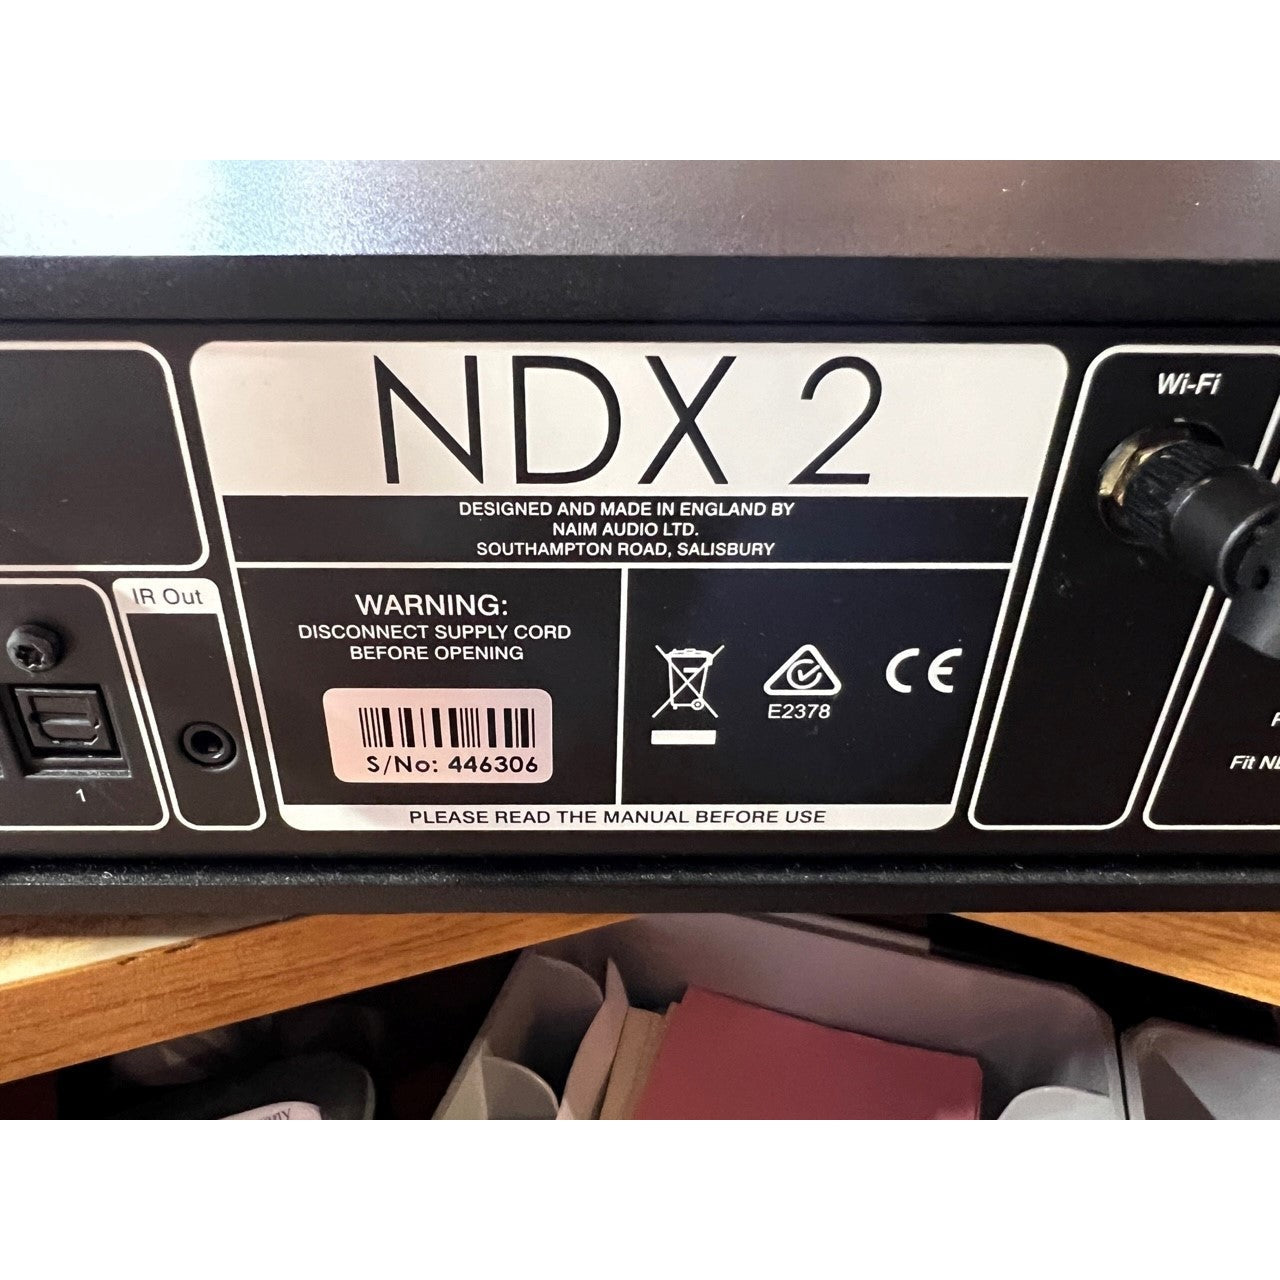 NDX 2
DESIGNED AND MADE IN ENGLAND BY
NAIM AUDIO LTD.
SOUTHAMPTON ROAD, SALISBURY
WARNING:
DISCONNECT SUPPLY CORD
BEFORE OPENING
S/No: 446306
E2378
CE
PLEASE READ THE MANUAL BEFORE USE
IR Out
1
Wi-Fi
Fit